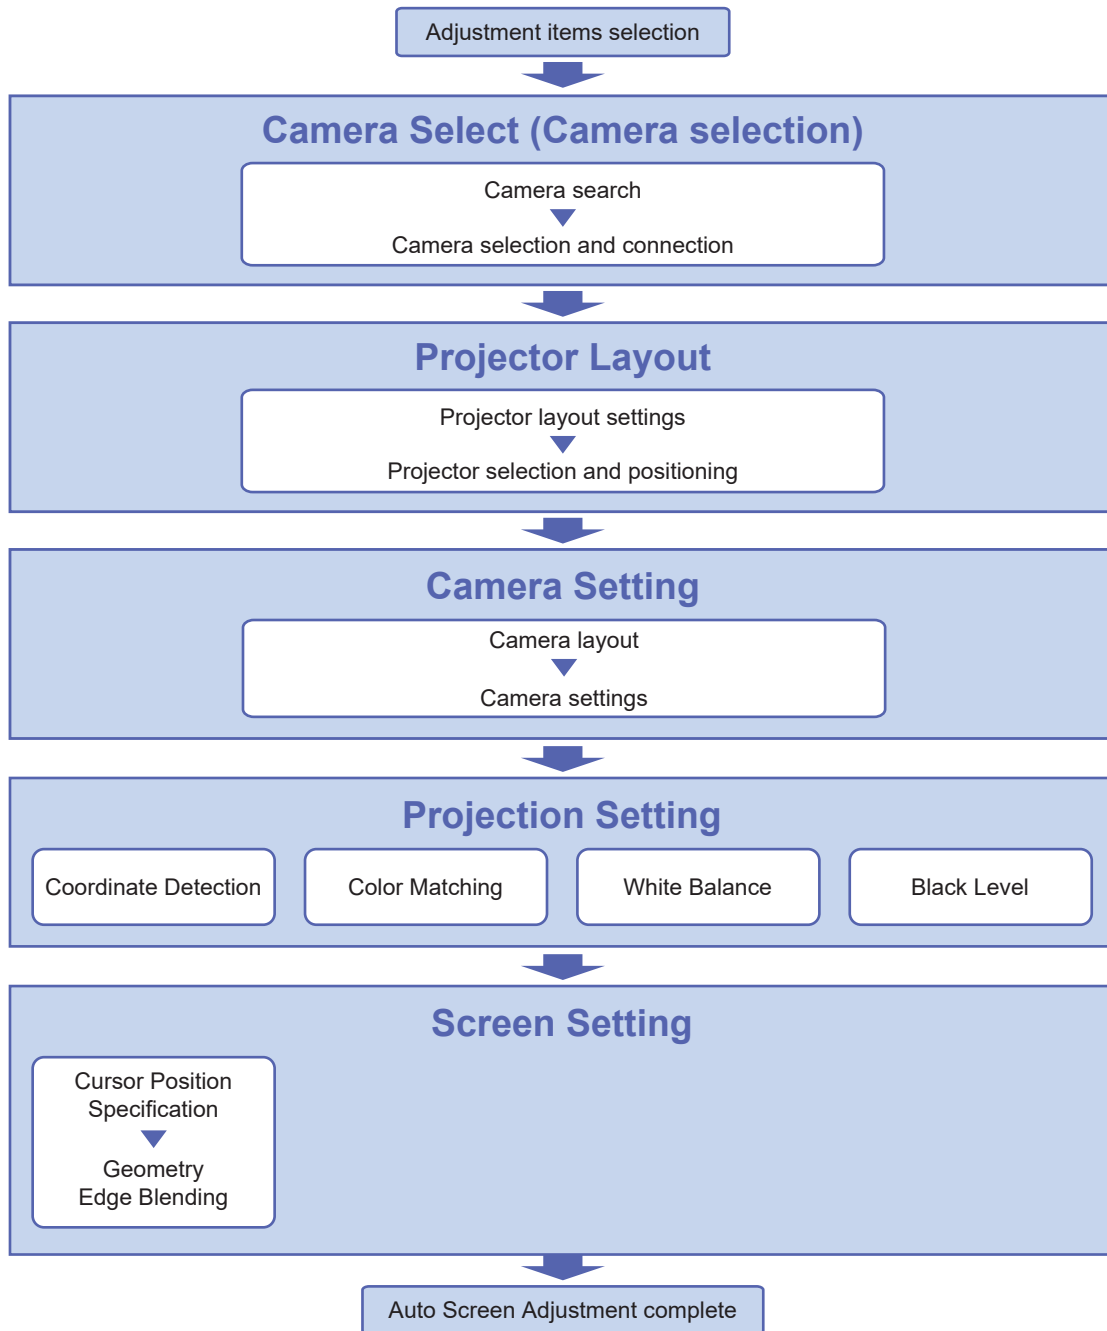 Adjustment items selection
Camera Select (Camera selection)
Camera search
Camera selection and connection
Projector Layout
Projector layout settings
Projector selection and positioning
Camera Setting
Camera layout
Camera settings
Projection Setting
Coordinate Detection
Color Matching
White Balance
Black Level
Screen Setting
Cursor Position
Specification
Geometry
Edge Blending
Auto Screen Adjustment complete